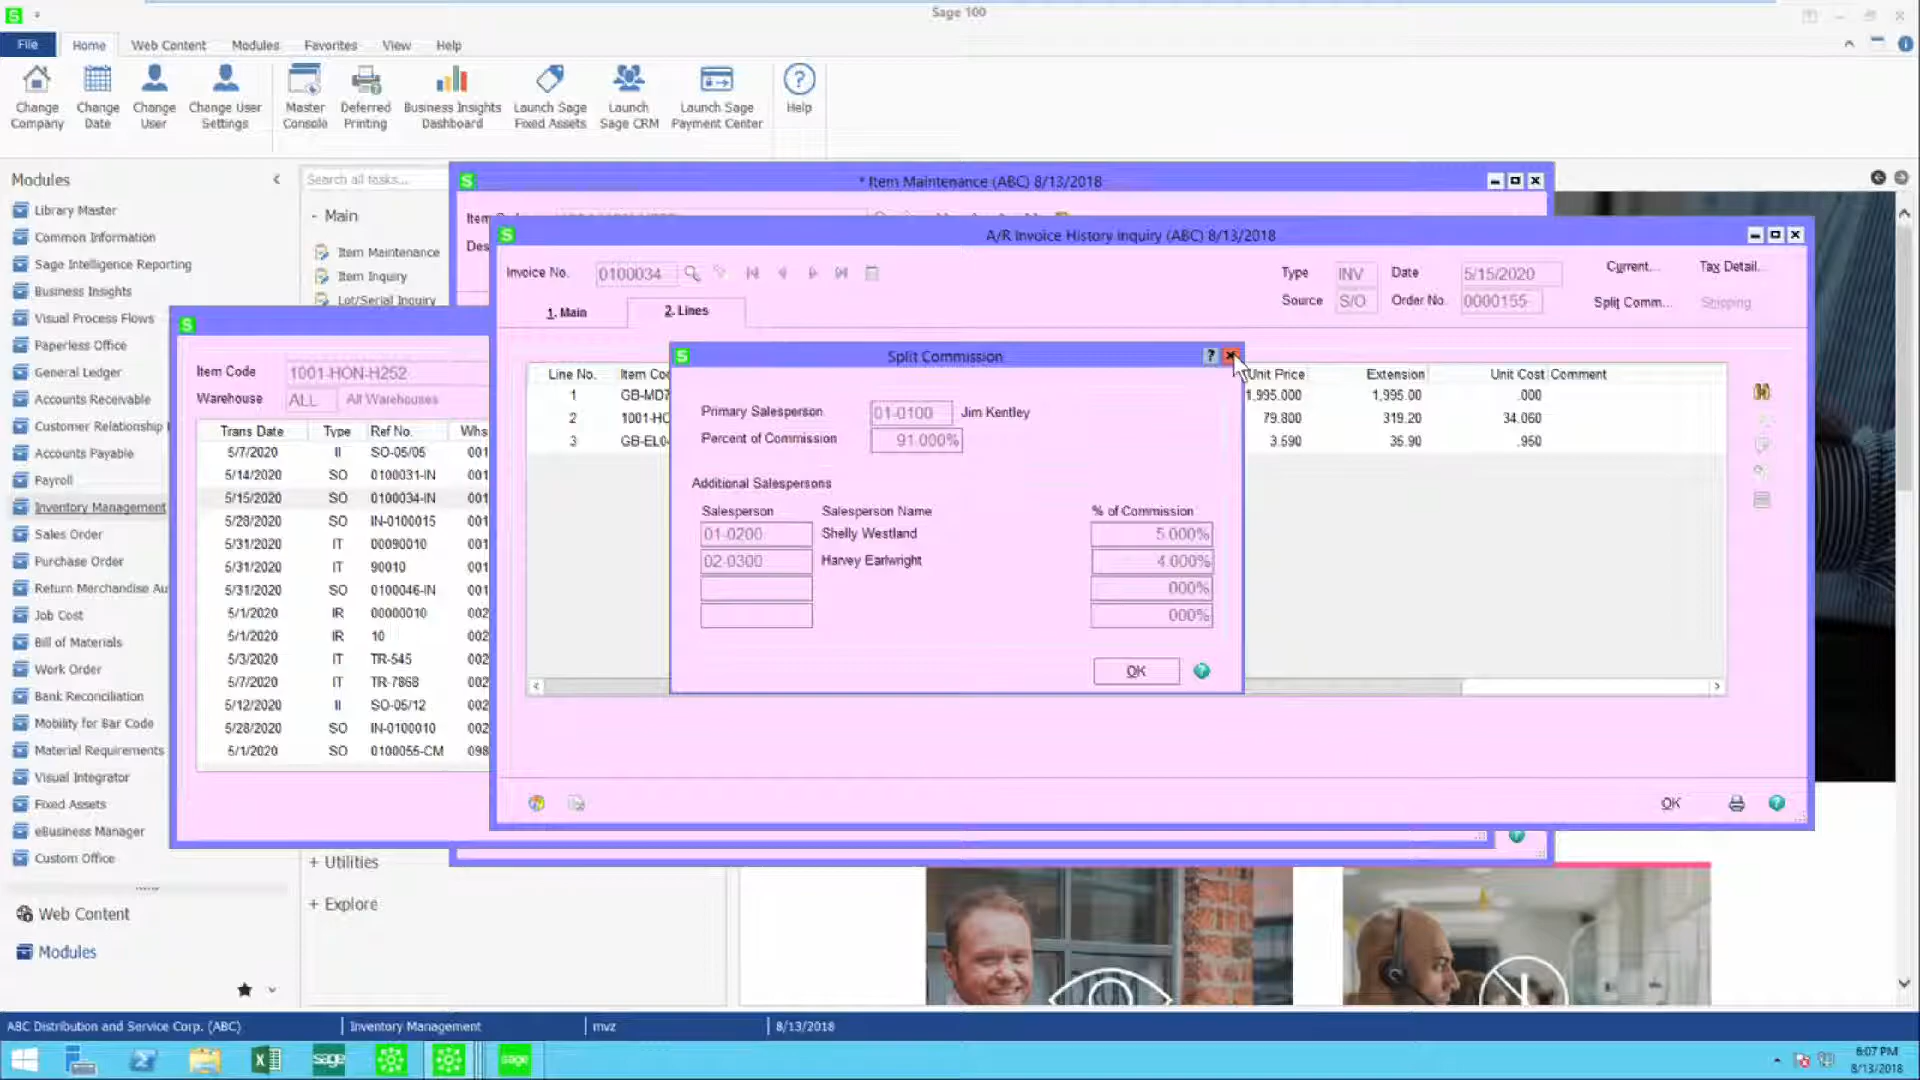 Sage 100
File Home Web Content Modules Favorites View Help
Change Company
Change Date
Change User
Change User Settings
Master Console
Deferred Printing
Business Insights Dashboard
Launch Sage Fixed Assets
Launch Sage CRM
Launch Sage Payment Center
Help
Modules
Library Master
Common Information
Sage Intelligence Reporting
Business Insights
Visual Process Flows
Paperless Office
General Ledger
Accounts Receivable
Customer Relationship
Accounts Payable
Payroll
Inventory Management
Sales Order
Purchase Order
Return Merchandise Au
Job Cost
Bill of Materials
Work Order
Bank Reconciliation
Mobility for Bar Code
Material Requirements
Visual Integrator
Fixed Assets
eBusiness Manager
Custom Office
Web Content
Modules
Search all tasks...
- Main
Item Maintenance
Item Inquiry
Lot/Serial Inquiry
+ Utilities
+ Explore
* Item Maintenance (ABC) 8/13/2018
Item
Des
Item Code 1001-HON-H252
Warehouse ALL All Warehouses
Trans Date Type Ref No. Whs
5/7/2020 II SO-05/05 001
5/14/2020 SO 0100031-IN 001
5/15/2020 SO 0100034-IN 001
5/28/2020 SO IN-0100015 001
5/31/2020 IT 00090010 001
5/31/2020 IT 90010 001
5/31/2020 SO 0100046-IN 001
5/1/2020 IR 00000010 002
5/1/2020 IR 10 002
5/3/2020 IT TR-545 002
5/7/2020 IT TR-7868 002
5/12/2020 II SO-05/12 002
5/28/2020 SO IN-0100010 002
5/1/2020 SO 0100055-CM 098
A/R Invoice History Inquiry (ABC) 8/13/2018
Invoice No. 0100034
Type INV Date 5/15/2020 Current... Tax Detail...
Source S/O Order No. 0000155 Split Comm... Shipping
1. Main 2. Lines
Line No. Item Co Unit Price Extension Unit Cost Comment
1 GB-MD7 1,995.000 1,995.00 .000
2 1001-HO 79.800 319.20 34.060
3 GB-EL0 3.590 35.90 .950
OK
Split Commission
Primary Salesperson 01-0100 Jim Kentley
Percent of Commission 91.000%
Additional Salespersons
Salesperson Salesperson Name % of Commission
01-0200 Shelly Westland 5.000%
02-0300 Harvey Earlwright 4.000%
000%
000%
OK
ABC Distribution and Service Corp. (ABC) Inventory Management mvz 8/13/2018
sage
sage
6:07 PM
8/13/2018